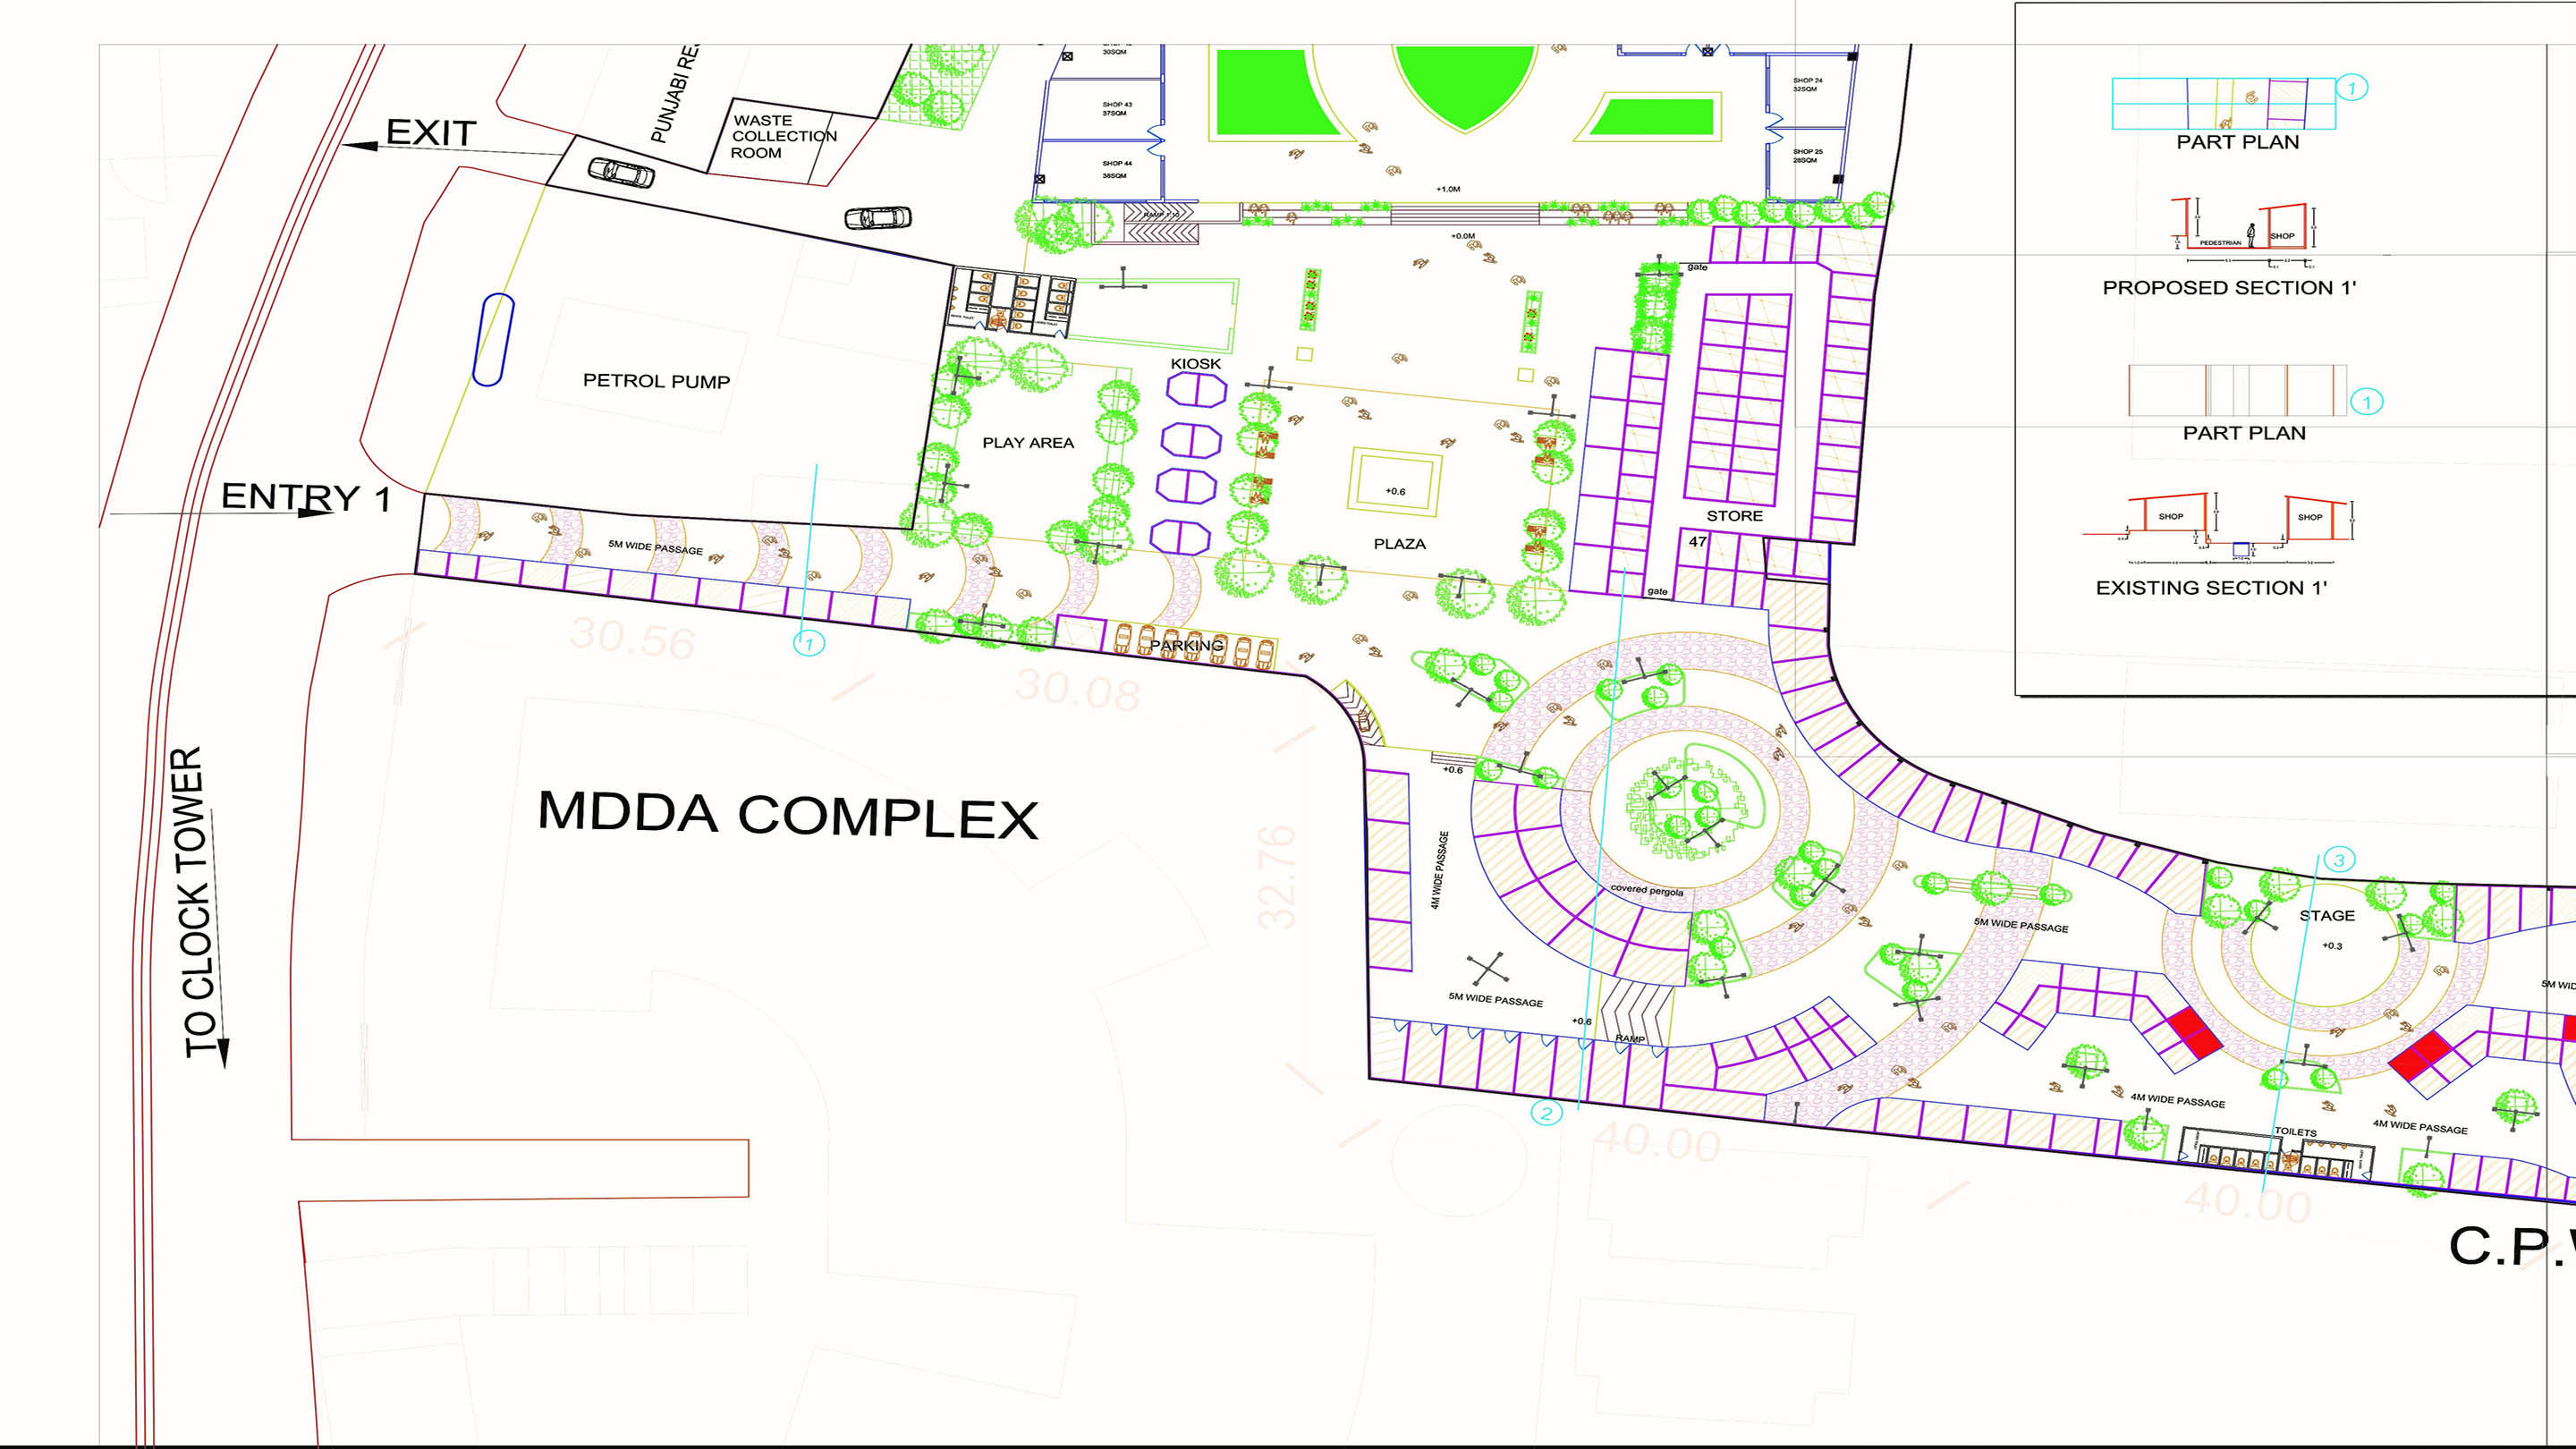 EXIT
PUNJABI RE
WASTE
COLLECTION
ROOM
30SQM
SHOP 43
37SQM
SHOP 44
38SQM
SHOP 24
32SQM
SHOP 25
28SQM
+1.0M
+0.0M
gate
PETROL PUMP
KIOSK
PLAY AREA
+0.6
PLAZA
STORE
47
gate
ENTRY 1
5M WIDE PASSAGE
1
PARKING
30.56
30.08
32.76
MDDA COMPLEX
TO CLOCK TOWER
+0.6
4M WIDE PASSAGE
covered pergola
5M WIDE PASSAGE
+0.6
RAMP
2
5M WIDE PASSAGE
3
STAGE
+0.3
5M WID
4M WIDE PASSAGE
4M WIDE PASSAGE
TOILETS
40.00
40.00
C.P.
1
PART PLAN
PEDESTRIAN
SHOP
PROPOSED SECTION 1'
1
PART PLAN
SHOP
SHOP
EXISTING SECTION 1'